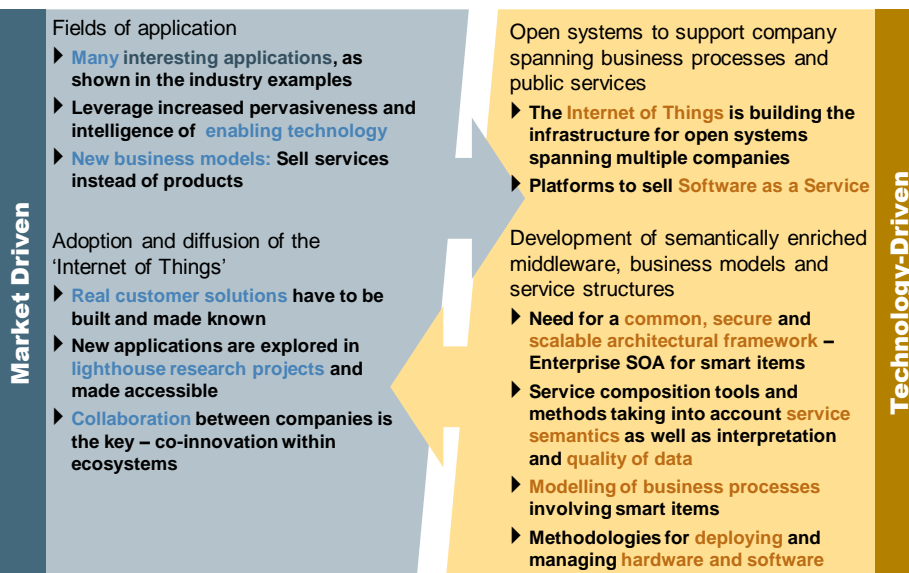 Market Driven
Fields of application
Many interesting applications, as
shown in the industry examples
Leverage increased pervasiveness and
intelligence of enabling technology
New business models: Sell services
instead of products
Adoption and diffusion of the
‘Internet of Things’
Real customer solutions have to be
built and made known
New applications are explored in
lighthouse research projects and
made accessible
Collaboration between companies is
the key – co-innovation within
ecosystems
Open systems to support company
spanning business processes and
public services
The Internet of Things is building the
infrastructure for open systems
spanning multiple companies
Platforms to sell Software as a Service
Development of semantically enriched
middleware, business models and
service structures
Need for a common, secure and
scalable architectural framework –
Enterprise SOA for smart items
Service composition tools and
methods taking into account service
semantics as well as interpretation
and quality of data
Modelling of business processes
involving smart items
Methodologies for deploying and
managing hardware and software
Technology-Driven